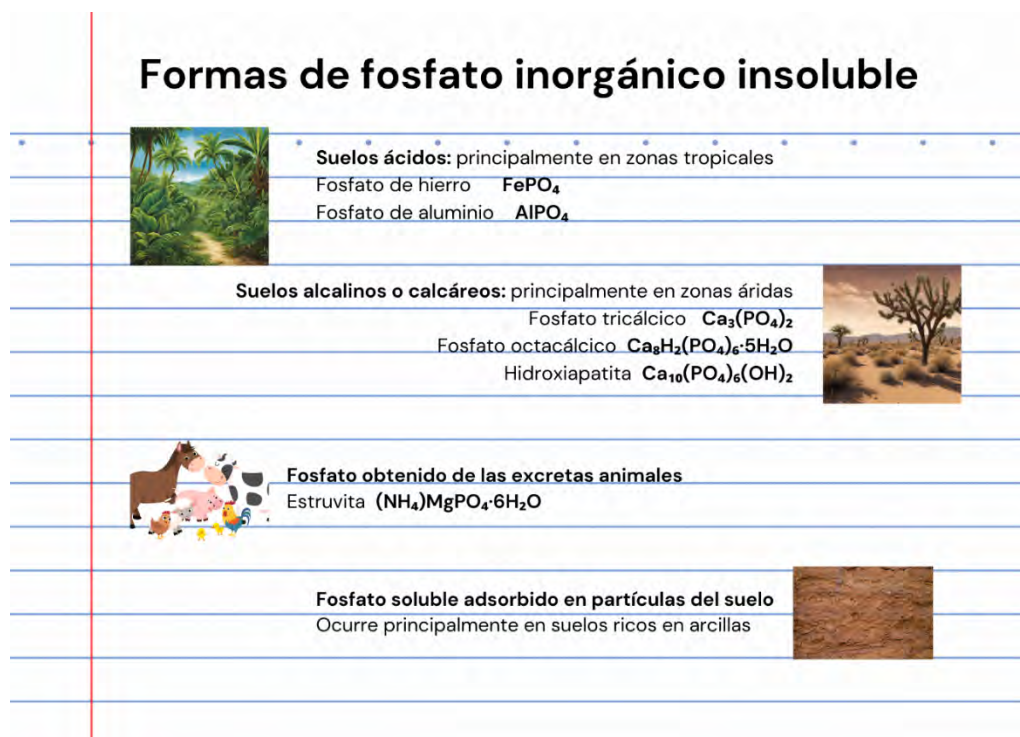 Formas de fosfato inorgánico insoluble
Suelos ácidos: principalmente en zonas tropicales
Fosfato de hierro FePO₄
Fosfato de aluminio AlPO₄
Suelos alcalinos o calcáreos: principalmente en zonas áridas
Fosfato tricálcico Ca₃(PO₄)₂
Fosfato octacálcico Ca₈H₂(PO₄)₆·5H₂O
Hidroxiapatita Ca₁₀(PO₄)₆(OH)₂
Fosfato obtenido de las excretas animales
Estruvita (NH₄)MgPO₄·6H₂O
Fosfato soluble adsorbido en partículas del suelo
Ocurre principalmente en suelos ricos en arcillas